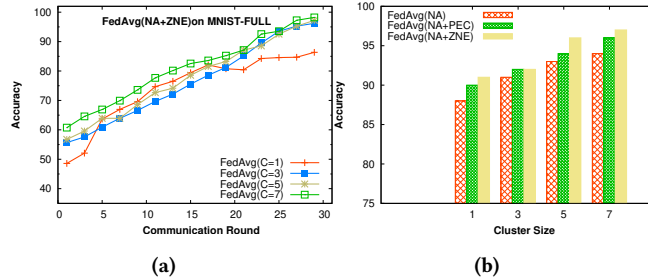 FedAvg(NA+ZNE)on MNIST-FULL
Accuracy
100
90
80
70
60
50
40
FedAvg(C=1)
FedAvg(C=3)
FedAvg(C=5)
FedAvg(C=7)
0 5 10 15 20 25 30
Communication Round
(a)
FedAvg(NA)
FedAvg(NA+PEC)
FedAvg(NA+ZNE)
Accuracy
100
95
90
85
80
75
1 3 5 7
Cluster Size
(b)